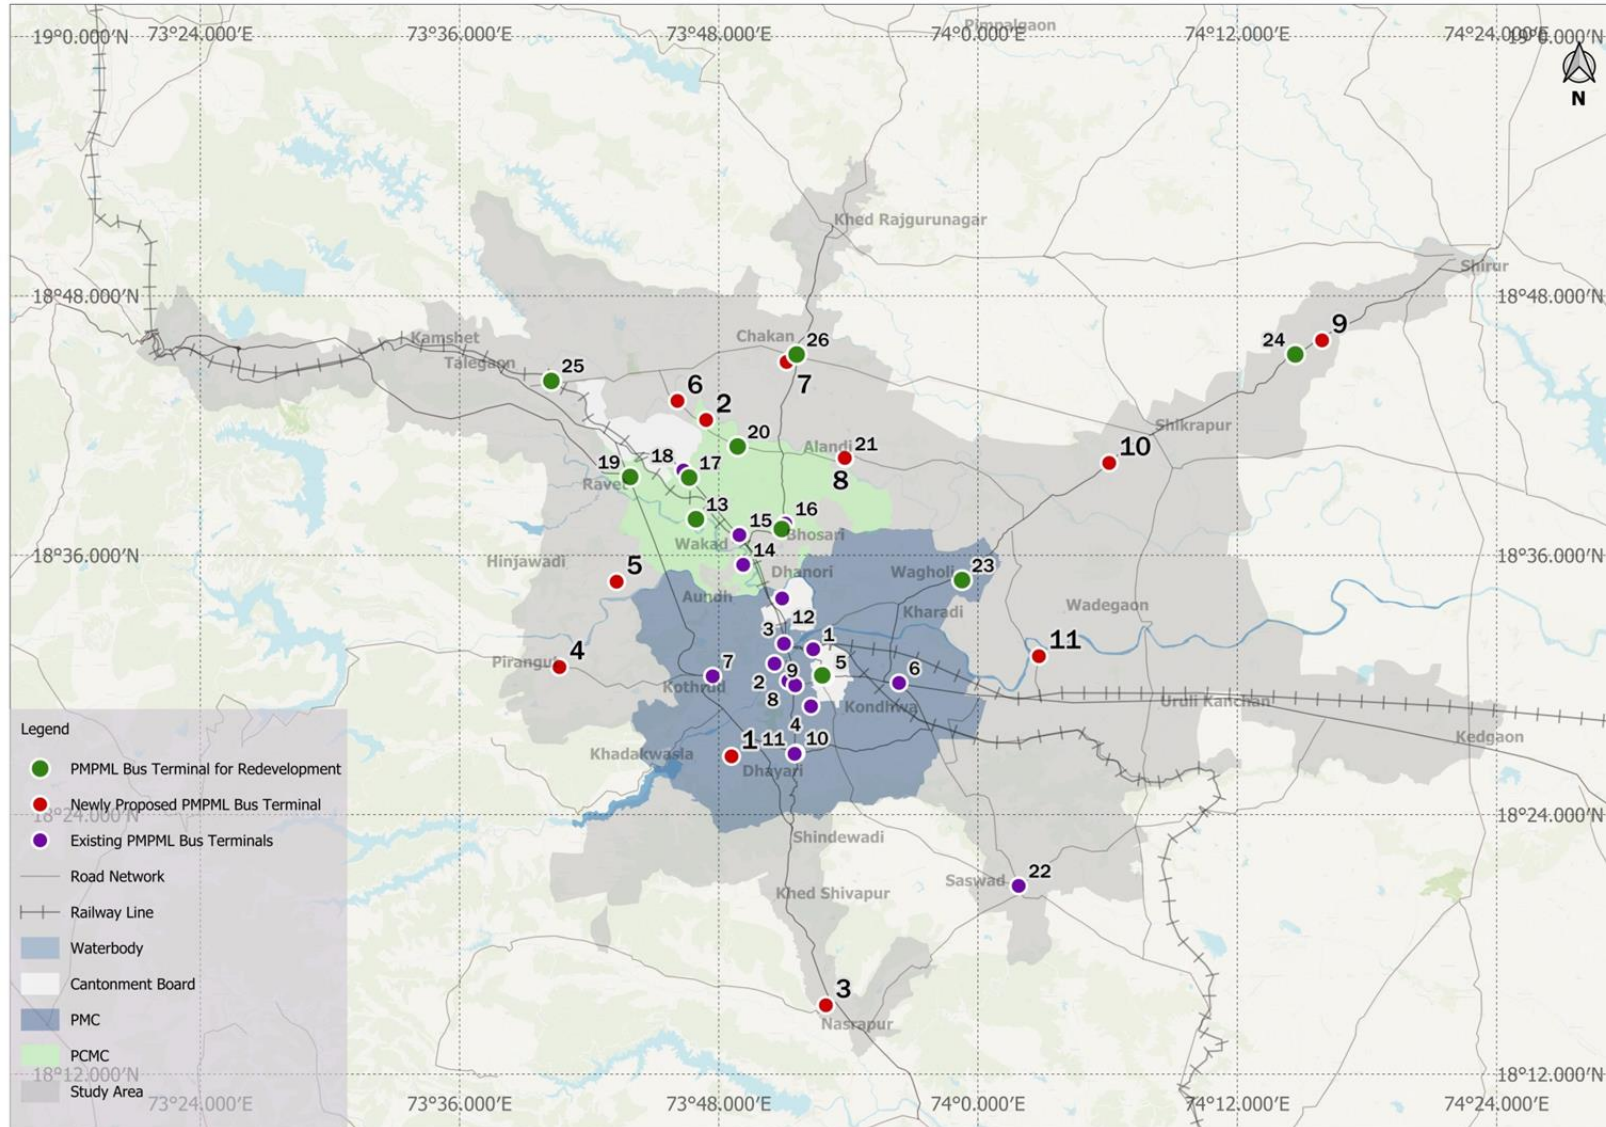 Pimpalgaon
19°0.000'N 73°24.000'E 73°36.000'E 73°48.000'E 74°0.000'E 74°12.000'E 74°24.000'E 19°0.000'N
N
Khed Rajgurunagar
Shirur
18°48.000'N 18°48.000'N
Kamshet Chakan 26 24 9
Talegaon 25 7
6 2
Shikrapur
20 Alandi 21 10
19 18 17 8
Ravet
13 15 16
Wakad Bhosari
18°36.000'N 18°36.000'N
Hinjawadi 14
5 Dhanori Wagholi 23
Aundh Kharadi Wadegaon
12
3 1
4 11
Pirangut 7 9 5 6
Kothrud 2
8 Kondhwa Uruli Kanchan
4
Khadakwasla 1 11 10 Kedgaon
Dhayari
Legend
PMPML Bus Terminal for Redevelopment
Newly Proposed PMPML Bus Terminal
18°24.000'N 18°24.000'N
Existing PMPML Bus Terminals
Shindewadi
Road Network
Saswad 22
Khed Shivapur
Railway Line
Waterbody
Cantonment Board
3
PMC
Nasrapur
PCMC
18°12.000'N 18°12.000'N
Study Area
73°24.000'E 73°36.000'E 73°48.000'E 74°0.000'E 74°12.000'E 74°24.000'E